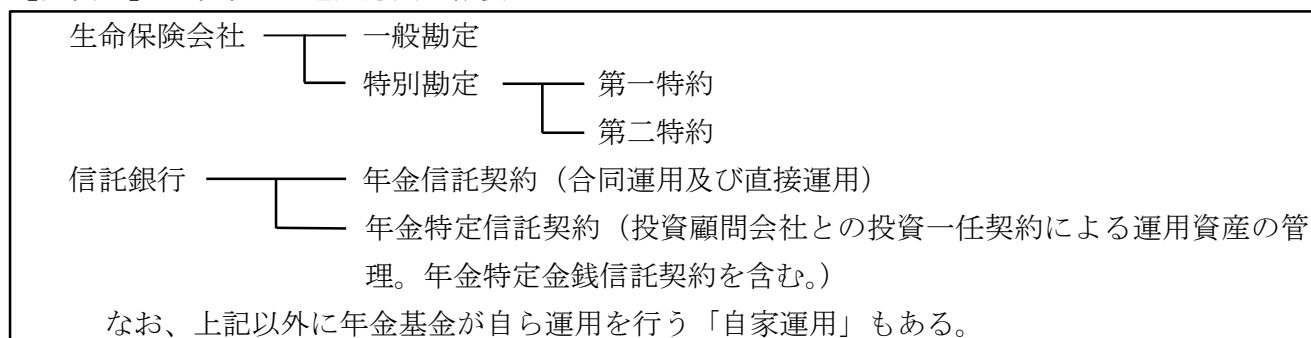 生命保険会社 一般勘定
特別勘定 第一特約
第二特約
信託銀行 年金信託契約（合同運用及び直接運用）
年金特定信託契約（投資顧問会社との投資一任契約による運用資産の管
理。年金特定金銭信託契約を含む。）
なお、上記以外に年金基金が自ら運用を行う「自家運用」もある。